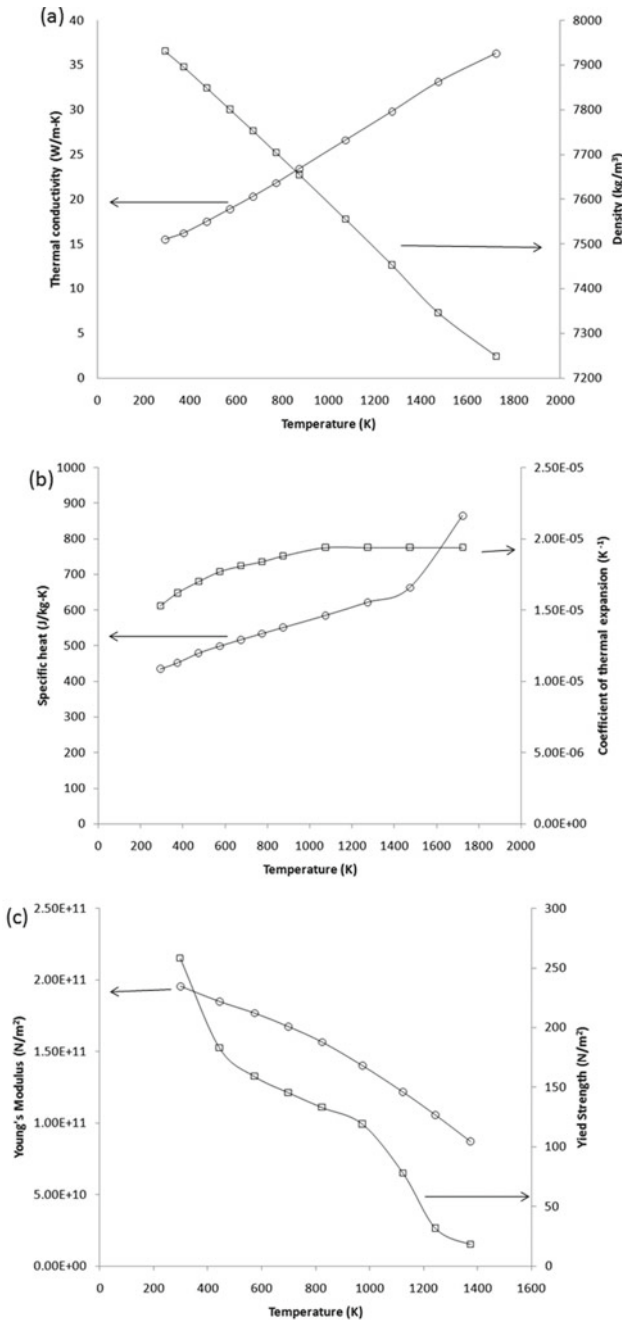 (a)
40
35
30
25
20
15
10
5
0
Thermal conductivity (W/m-K)
8000
7900
7800
7700
7600
7500
7400
7300
7200
Density (kg/m³)
0 200 400 600 800 1000 1200 1400 1600 1800 2000
Temperature (K)
(b)
1000
900
800
700
600
500
400
300
200
100
0
Specific heat (J/kg-K)
2.50E-05
2.00E-05
1.50E-05
1.00E-05
5.00E-06
0.00E+00
Coefficient of thermal expansion (K⁻¹)
0 200 400 600 800 1000 1200 1400 1600 1800 2000
Temperature (K)
(c)
2.50E+11
2.00E+11
1.50E+11
1.00E+11
5.00E+10
0.00E+00
Young's Modulus (N/m²)
300
250
200
150
100
50
0
Yied Strength (N/m²)
0 200 400 600 800 1000 1200 1400 1600
Temperature (K)